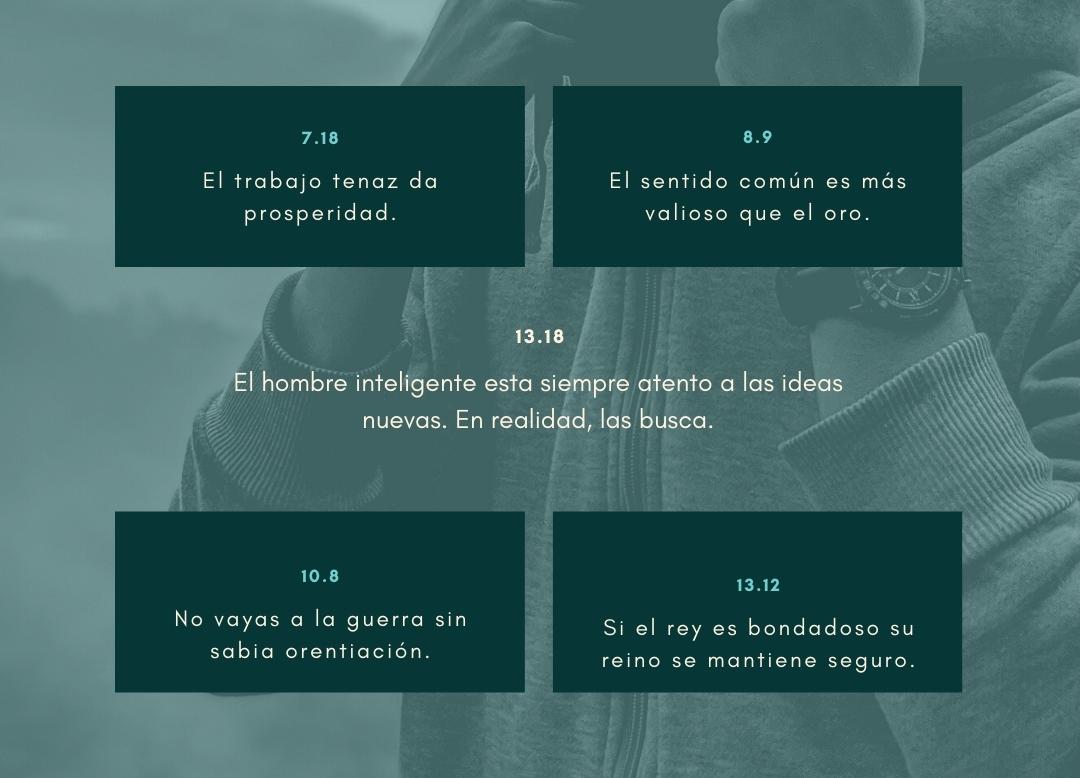 7.18
El trabajo tenaz da
prosperidad.
8.9
El sentido común es más
valioso que el oro.
13.18
El hombre inteligente esta siempre atento a las ideas
nuevas. En realidad, las busca.
10.8
No vayas a la guerra sin
sabia orentiación.
13.12
Si el rey es bondadoso su
reino se mantiene seguro.